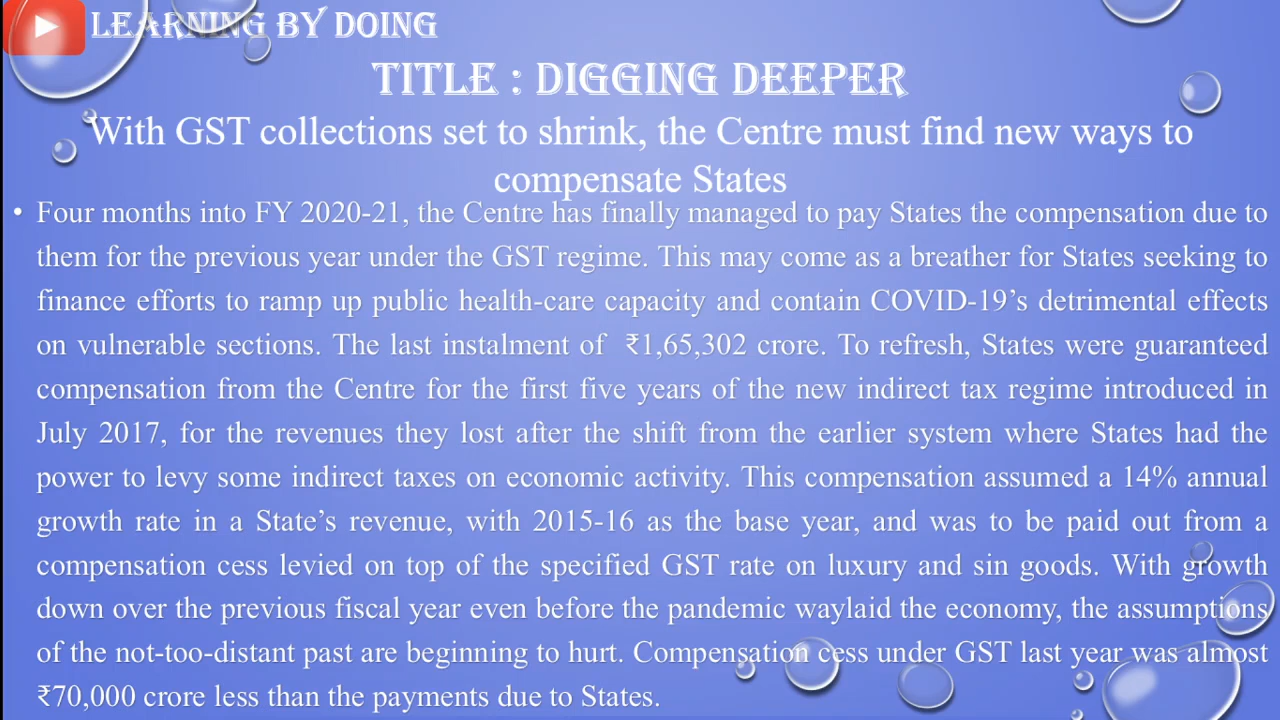 LEARNING BY DOING
TITLE : DIGGING DEEPER
With GST collections set to shrink, the Centre must find new ways to
compensate States
• Four months into FY 2020-21, the Centre has finally managed to pay States the compensation due to
them for the previous year under the GST regime. This may come as a breather for States seeking to
finance efforts to ramp up public health-care capacity and contain COVID-19’s detrimental effects
on vulnerable sections. The last instalment of ₹1,65,302 crore. To refresh, States were guaranteed
compensation from the Centre for the first five years of the new indirect tax regime introduced in
July 2017, for the revenues they lost after the shift from the earlier system where States had the
power to levy some indirect taxes on economic activity. This compensation assumed a 14% annual
growth rate in a State’s revenue, with 2015-16 as the base year, and was to be paid out from a
compensation cess levied on top of the specified GST rate on luxury and sin goods. With growth
down over the previous fiscal year even before the pandemic waylaid the economy, the assumptions
of the not-too-distant past are beginning to hurt. Compensation cess under GST last year was almost
₹70,000 crore less than the payments due to States.